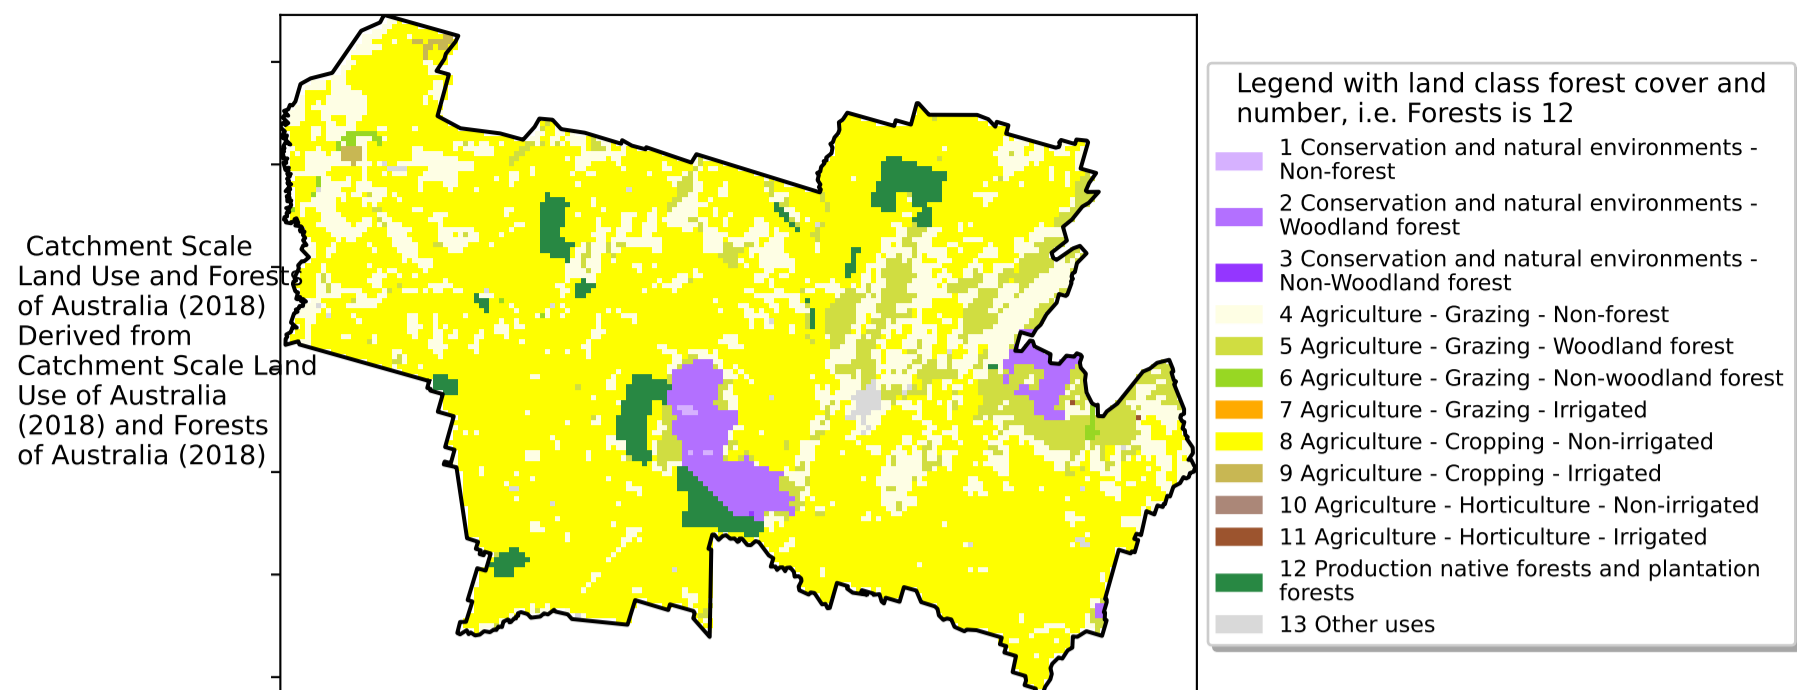 Catchment Scale
Land Use and Forests
of Australia (2018)
Derived from
Catchment Scale Land
Use of Australia
(2018) and Forests
of Australia (2018)
Legend with land class forest cover and
number, i.e. Forests is 12
1 Conservation and natural environments -
Non-forest
2 Conservation and natural environments -
Woodland forest
3 Conservation and natural environments -
Non-Woodland forest
4 Agriculture - Grazing - Non-forest
5 Agriculture - Grazing - Woodland forest
6 Agriculture - Grazing - Non-woodland forest
7 Agriculture - Grazing - Irrigated
8 Agriculture - Cropping - Non-irrigated
9 Agriculture - Cropping - Irrigated
10 Agriculture - Horticulture - Non-irrigated
11 Agriculture - Horticulture - Irrigated
12 Production native forests and plantation
forests
13 Other uses